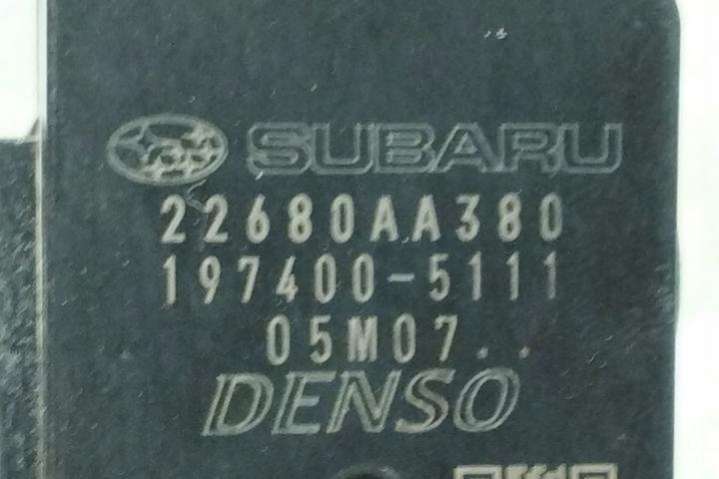 SUBARU
22680AA380
197400-5111
05M07..
DENSO